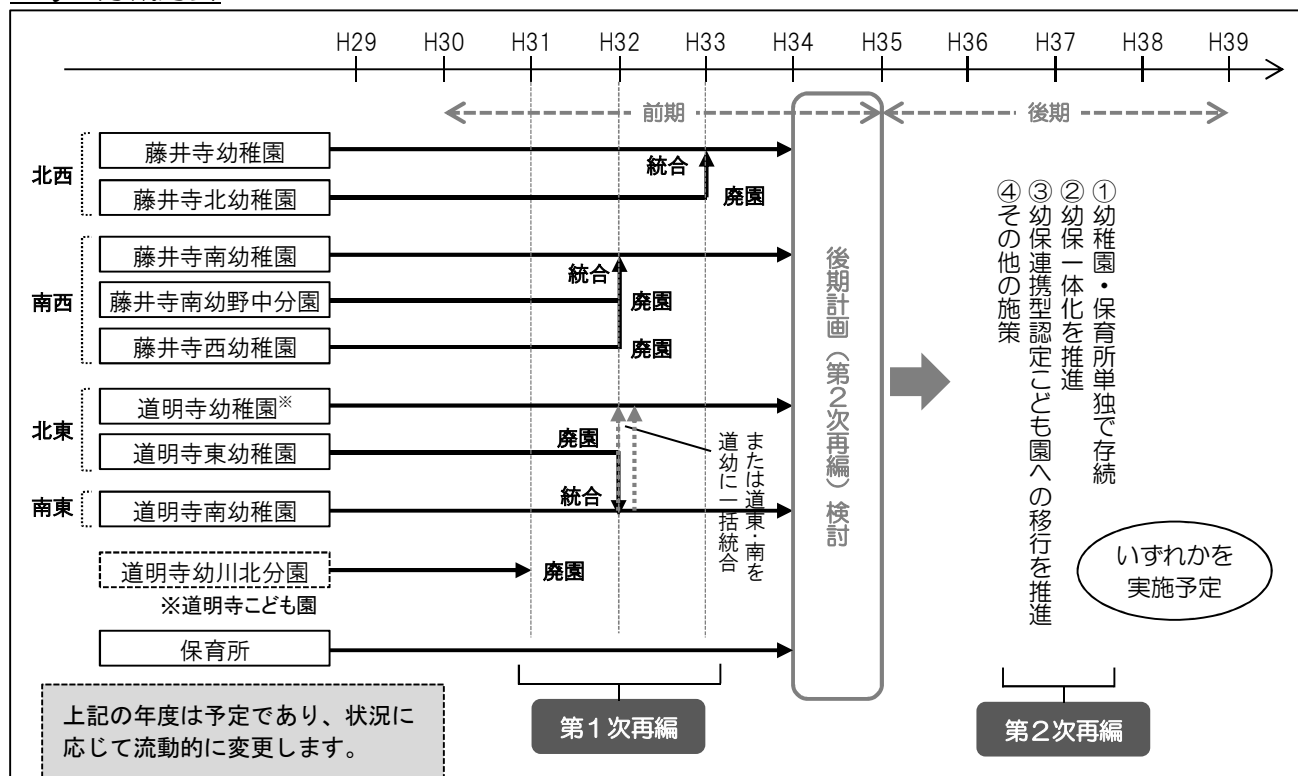 H29 H30 H31 H32 H33 H34 H35 H36 H37 H38 H39
前期
後期
北西
藤井寺幼稚園
統合
藤井寺北幼稚園
廃園
南西
藤井寺南幼稚園
統合
藤井寺南幼野中分園
廃園
藤井寺西幼稚園
廃園
北東
道明寺幼稚園※
道明寺東幼稚園
廃園
南東
道明寺南幼稚園
統合
または道東・南を
道幼に一括統合
道明寺幼川北分園
廃園
※道明寺こども園
保育所
後期計画（第２次再編）検討
①幼稚園・保育所単独で存続
②幼保一体化を推進
③幼保連携型認定こども園への移行を推進
④その他の施策
いずれかを
実施予定
第１次再編
第２次再編
上記の年度は予定であり、状況に
応じて流動的に変更します。